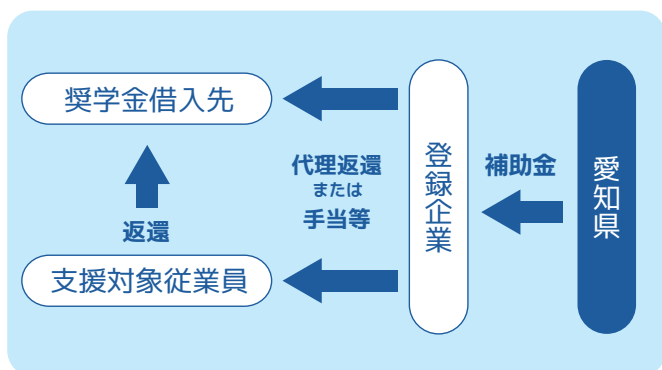 奨学金借入先
代理返還
または
手当等
返還
支援対象従業員
登録企業
補助金
愛知県